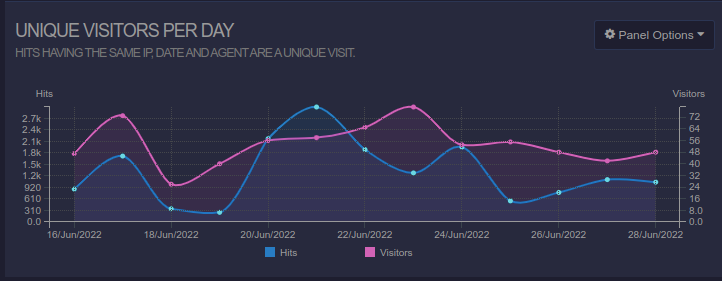 UNIQUE VISITORS PER DAY
Panel Options
HITS HAVING THE SAME IP, DATE AND AGENT ARE A UNIQUE VISIT.
Hits
Visitors
2.7k
2.4k
2.1k
1.8k
1.5k
1.2k
920
610
310
0.0
72
64
56
48
40
32
24
16
8.0
0.0
16/Jun/2022 18/Jun/2022 20/Jun/2022 22/Jun/2022 24/Jun/2022 26/Jun/2022 28/Jun/2022
Hits Visitors